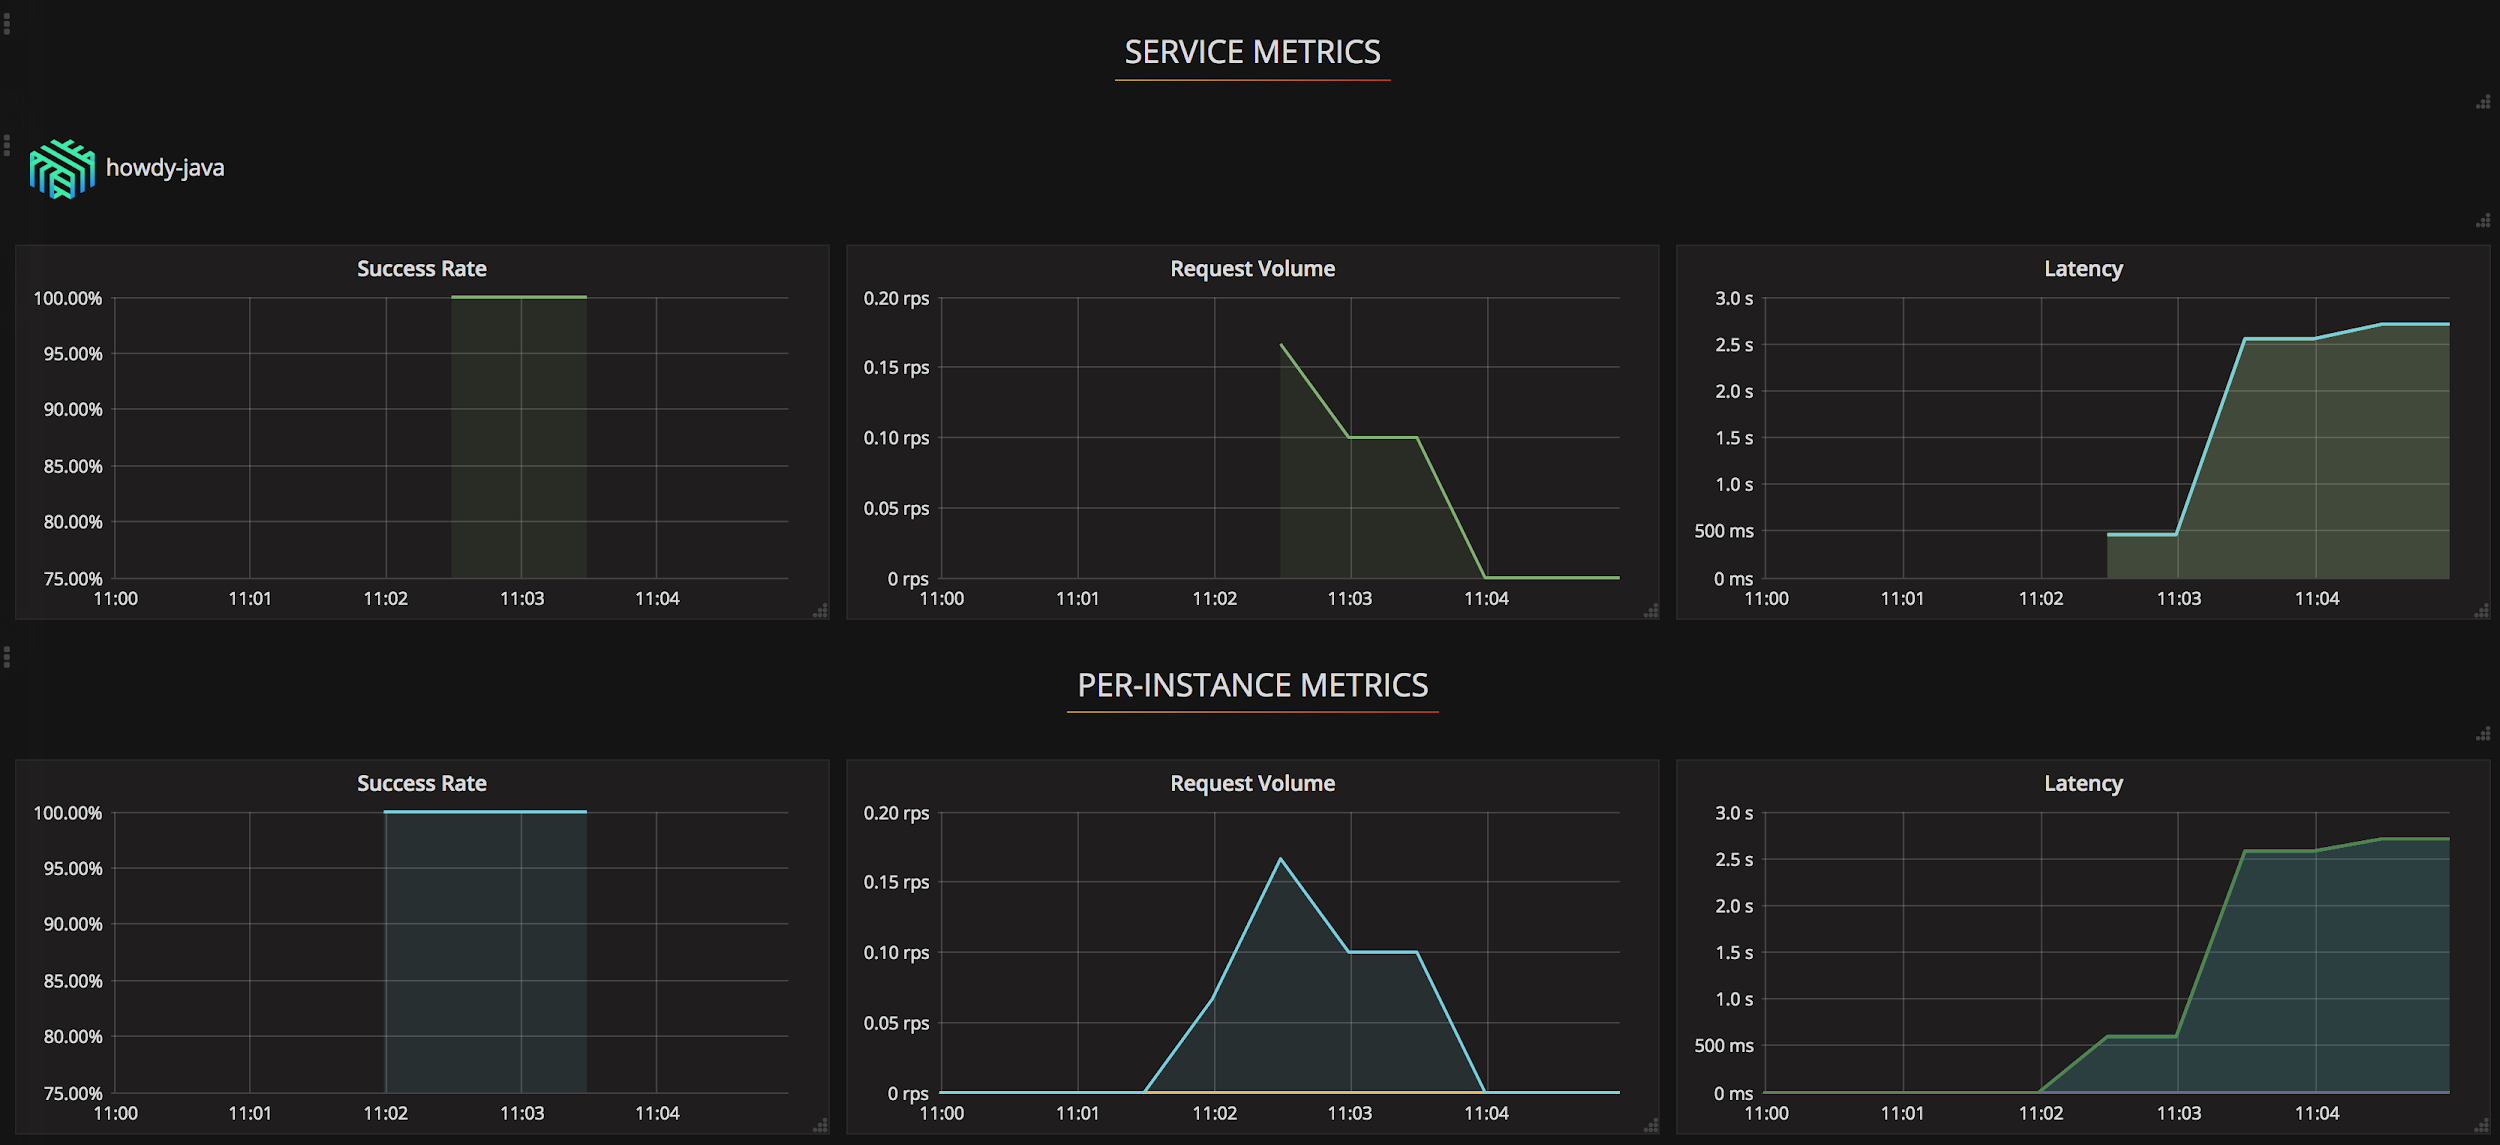 SERVICE METRICS
howdy-java
Success Rate
100.00%
95.00%
90.00%
85.00%
80.00%
75.00%
11:00 11:01 11:02 11:03 11:04
Request Volume
0.20 rps
0.15 rps
0.10 rps
0.05 rps
0 rps
11:00 11:01 11:02 11:03 11:04
Latency
3.0 s
2.5 s
2.0 s
1.5 s
1.0 s
500 ms
0 ms
11:00 11:01 11:02 11:03 11:04
PER-INSTANCE METRICS
Success Rate
100.00%
95.00%
90.00%
85.00%
80.00%
75.00%
11:00 11:01 11:02 11:03 11:04
Request Volume
0.20 rps
0.15 rps
0.10 rps
0.05 rps
0 rps
11:00 11:01 11:02 11:03 11:04
Latency
3.0 s
2.5 s
2.0 s
1.5 s
1.0 s
500 ms
0 ms
11:00 11:01 11:02 11:03 11:04